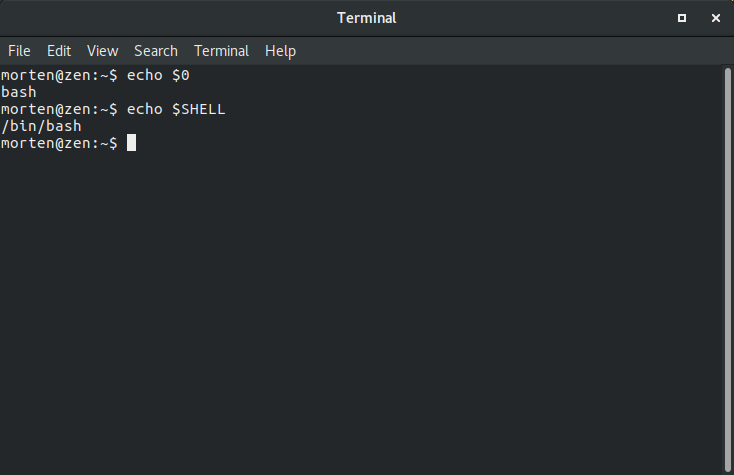 Terminal
File Edit View Search Terminal Help
morten@zen:~$ echo $0
bash
morten@zen:~$ echo $SHELL
/bin/bash
morten@zen:~$